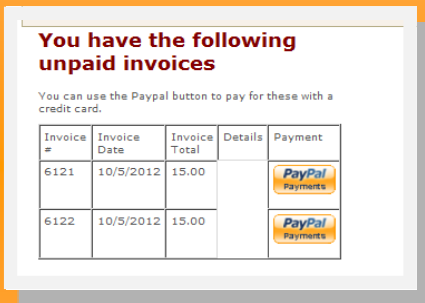 You have the following
unpaid invoices
You can use the Paypal button to pay for these with a
credit card.
Invoice # Invoice Date Invoice Total Details Payment
6121 10/5/2012 15.00 PayPal Payments
6122 10/5/2012 15.00 PayPal Payments